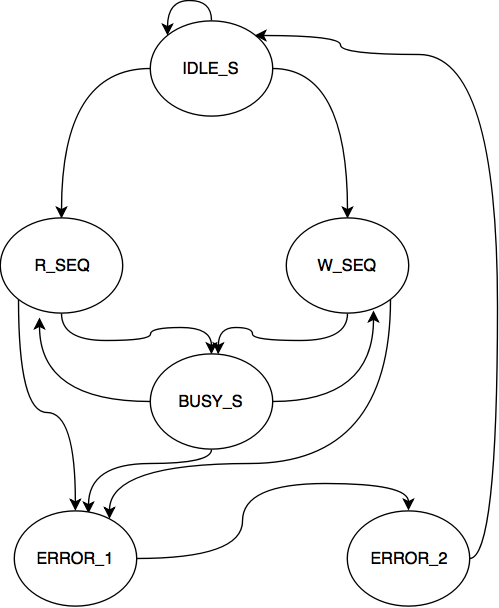 IDLE_S
R_SEQ
W_SEQ
BUSY_S
ERROR_1
ERROR_2